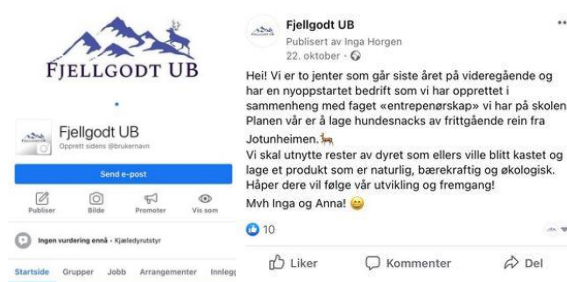 FJELLGODT UB
Fjellgodt UB
Opprett sidens @brukernavn
Send e-post
Publiser
Bilde
Promoter
Vis som
Ingen vurdering ennå - Kjæledyrutstyr
Startside Grupper Jobb Arrangementer Innlegg
Fjellgodt UB
Publisert av Inga Horgen
22. oktober ·
Hei! Vi er to jenter som går siste året på videregående og
har en nyoppstartet bedrift som vi har opprettet i
sammenheng med faget «entrepenørskap» vi har på skolen
Planen vår er å lage hundesnacks av frittgående rein fra
Jotunheimen.
Vi skal utnytte rester av dyret som ellers ville blitt kastet og
lage et produkt som er naturlig, bærekraftig og økologisk.
Håper dere vil følge vår utvikling og fremgang!
Mvh Inga og Anna!
10
Liker
Kommenter
Del